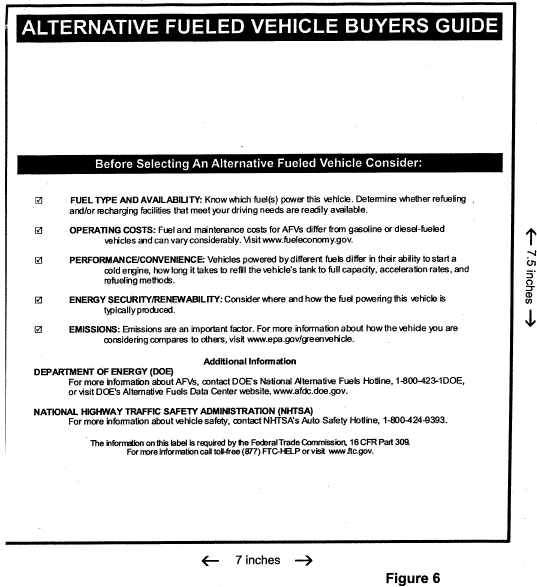 ALTERNATIVE FUELED VEHICLE BUYERS GUIDE
Before Selecting An Alternative Fueled Vehicle Consider:
FUEL TYPE AND AVAILABILITY: Know which fuel(s) power this vehicle. Determine whether refueling
and/or recharging facilities that meet your driving needs are readily available.
OPERATING COSTS: Fuel and maintenance costs for AFVs differ from gasoline or diesel-fueled
vehicles and can vary considerably. Visit www.fueleconomy.gov.
PERFORMANCE/CONVENIENCE: Vehicles powered by different fuels differ in their ability to start a
cold engine, how long it takes to refill the vehicle's tank to full capacity, acceleration rates, and
refueling methods.
ENERGY SECURITY/RENEWABILITY: Consider where and how the fuel powering this vehicle is
typically produced.
EMISSIONS: Emissions are an important factor. For more information about how the vehicle you are
considering compares to others, visit www.epa.gov/greenvehicle.
Additional Information
DEPARTMENT OF ENERGY (DOE)
For more information about AFVs, contact DOE's National Alternative Fuels Hotline, 1-800-423-1DOE,
or visit DOE's Alternative Fuels Data Center website, www.afdc.doe.gov.
NATIONAL HIGHWAY TRAFFIC SAFETY ADMINISTRATION (NHTSA)
For more information about vehicle safety, contact NHTSA's Auto Safety Hotline, 1-800-424-9393.
The information on this label is required by the Federal Trade Commission, 16 CFR Part 309.
For more Information call toll-free (877) FTC-HELP or visit www.ftc.gov.
7.5 inches
7 inches
Figure 6